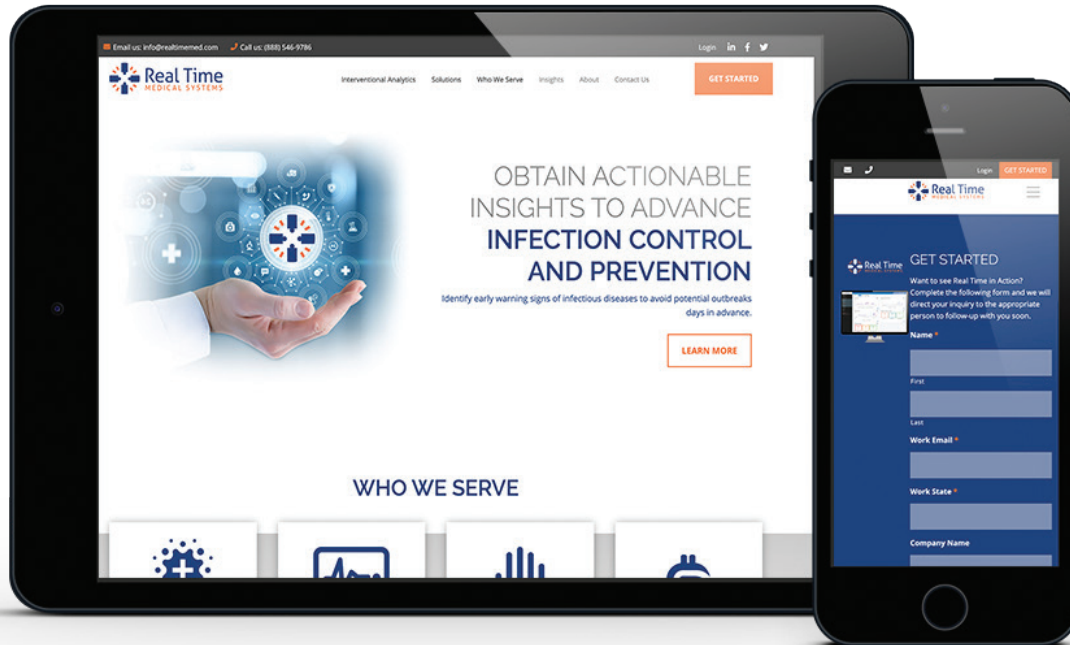 Email us: info@realtimemed.com Call us: (888) 546-9786 Login
Real Time
MEDICAL SYSTEMS
Interventional Analytics Solutions Who We Serve Insights About Contact Us GET STARTED
OBTAIN ACTIONABLE
INSIGHTS TO ADVANCE
INFECTION CONTROL
AND PREVENTION
Identify early warning signs of infectious diseases to avoid potential outbreaks
days in advance.
LEARN MORE
WHO WE SERVE
Login GET STARTED
Real Time
MEDICAL SYSTEMS
Real Time
MEDICAL SYSTEMS
GET STARTED
Want to see Real Time in Action?
Complete the following form and we will
direct your inquiry to the appropriate
person to follow-up with you soon.
Name *
First
Last
Work Email *
Work State *
Company Name